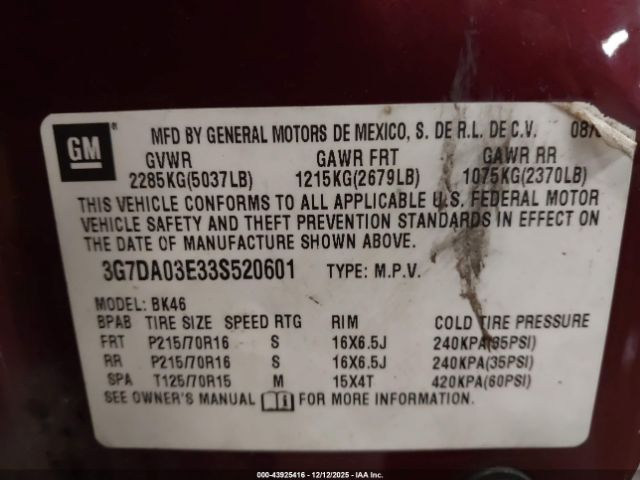 GM ® MFD BY GENERAL MOTORS DE MEXICO, S. DE R.L. DE C.V. 08/
GVWR GAWR FRT GAWR RR
2285KG(5037LB) 1215KG(2679LB) 1075KG(2370LB)
THIS VEHICLE CONFORMS TO ALL APPLICABLE U.S. FEDERAL MOTOR
VEHICLE SAFETY AND THEFT PREVENTION STANDARDS IN EFFECT ON
THE DATE OF MANUFACTURE SHOWN ABOVE.
3G7DA03E33S520601 TYPE: M.P.V.
MODEL: BK46
BPAB TIRE SIZE SPEED RTG RIM COLD TIRE PRESSURE
FRT P215/70R16 S 16X6.5J 240KPA(35PSI)
RR P215/70R16 S 16X6.5J 240KPA(35PSI)
SPA T125/70R15 M 15X4T 420KPA(60PSI)
SEE OWNER'S MANUAL FOR MORE INFORMATION.
000-43925416 - 12/12/2025 - IAA Inc.